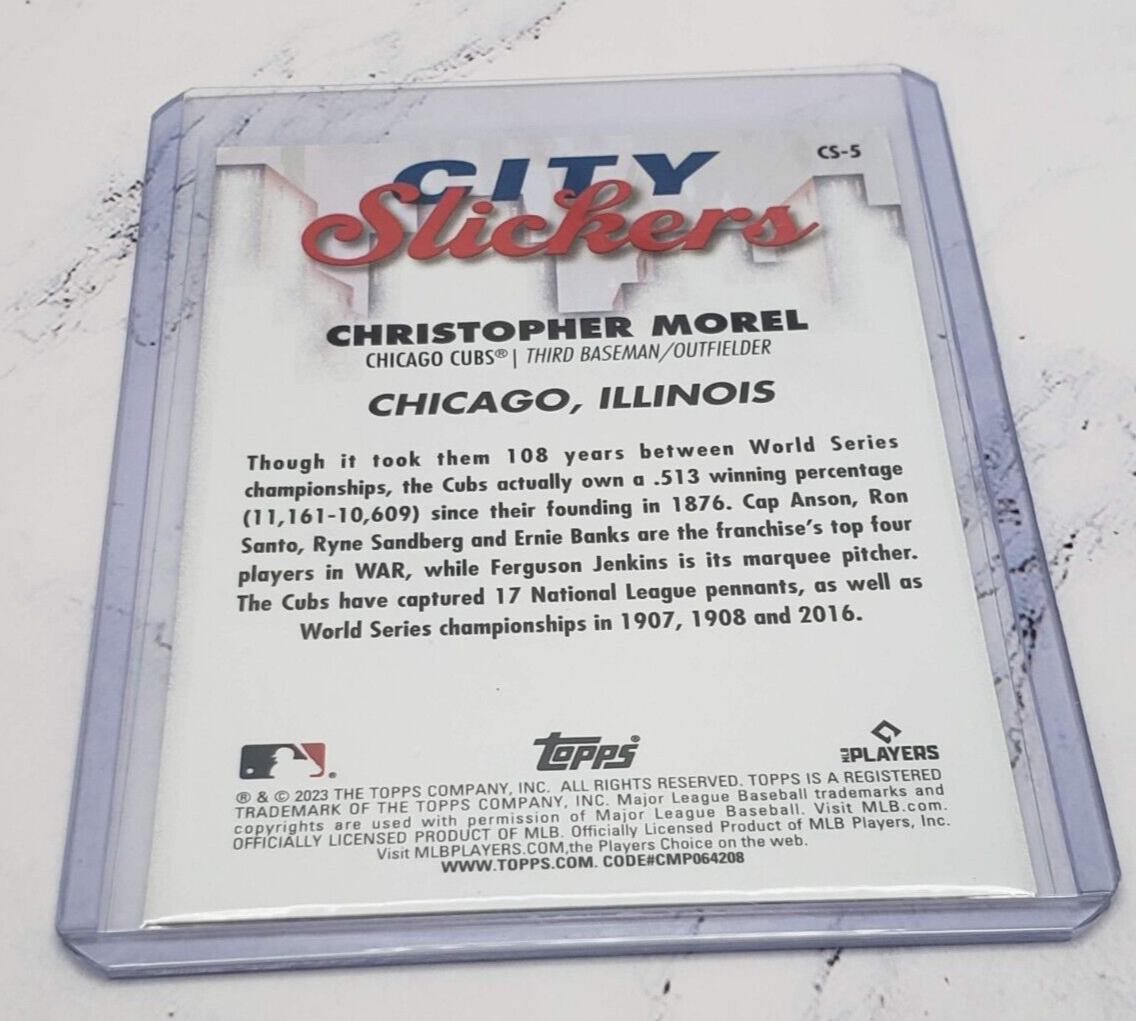 CS-5
CITY
Slickers
CHRISTOPHER MOREL
CHICAGO CUBS® | THIRD BASEMAN/OUTFIELDER
CHICAGO, ILLINOIS
Though it took them 108 years between World Series
championships, the Cubs actually own a .513 winning percentage
(11,161-10,609) since their founding in 1876. Cap Anson, Ron
Santo, Ryne Sandberg and Ernie Banks are the franchise's top four
players in WAR, while Ferguson Jenkins is its marquee pitcher.
The Cubs have captured 17 National League pennants, as well as
World Series championships in 1907, 1908 and 2016.
topps®
MLB PLAYERS
® & © 2023 THE TOPPS COMPANY, INC. ALL RIGHTS RESERVED. TOPPS IS A REGISTERED
TRADEMARK OF THE TOPPS COMPANY, INC. Major League Baseball trademarks and
copyrights are used with permission of Major League Baseball. Visit MLB.com.
OFFICIALLY LICENSED PRODUCT OF MLB. Officially Licensed Product of MLB Players, Inc.
Visit MLBPLAYERS.COM,the Players Choice on the web.
WWW.TOPPS.COM. CODE#CMP064208